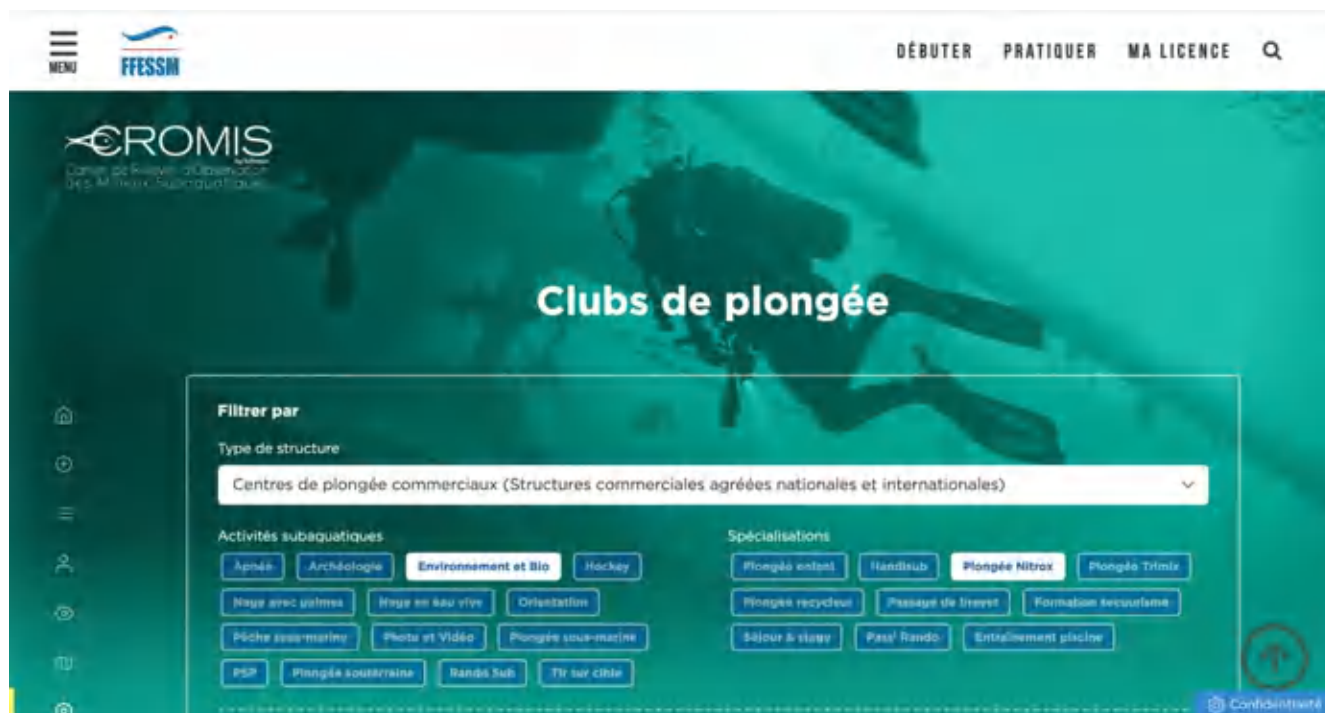 MENU
FFESSM
DÉBUTER PRATIQUER MA LICENCE
CROMIS
des Milieux Subaquatiques
Clubs de plongée
Filtrer par
Type de structure
Centres de plongée commerciaux (Structures commerciales agréées nationales et internationales)
Activités subaquatiques
Apnée Archéologie Environnement et Bio Hockey
Nage avec palmes Nage en eau vive Orientation
Pêche sous-marine Photo et Vidéo Plongée sous-marine
PSP Plongée souterraine Rando Sub Tir sur cible
Spécialisations
Plongée enfant Handisub Plongée Nitrox Plongée Trimix
Plongée recycleur Passage de brevet Formation secourisme
Séjour & stage Pass' Rando Entraînement piscine
Confidentialité